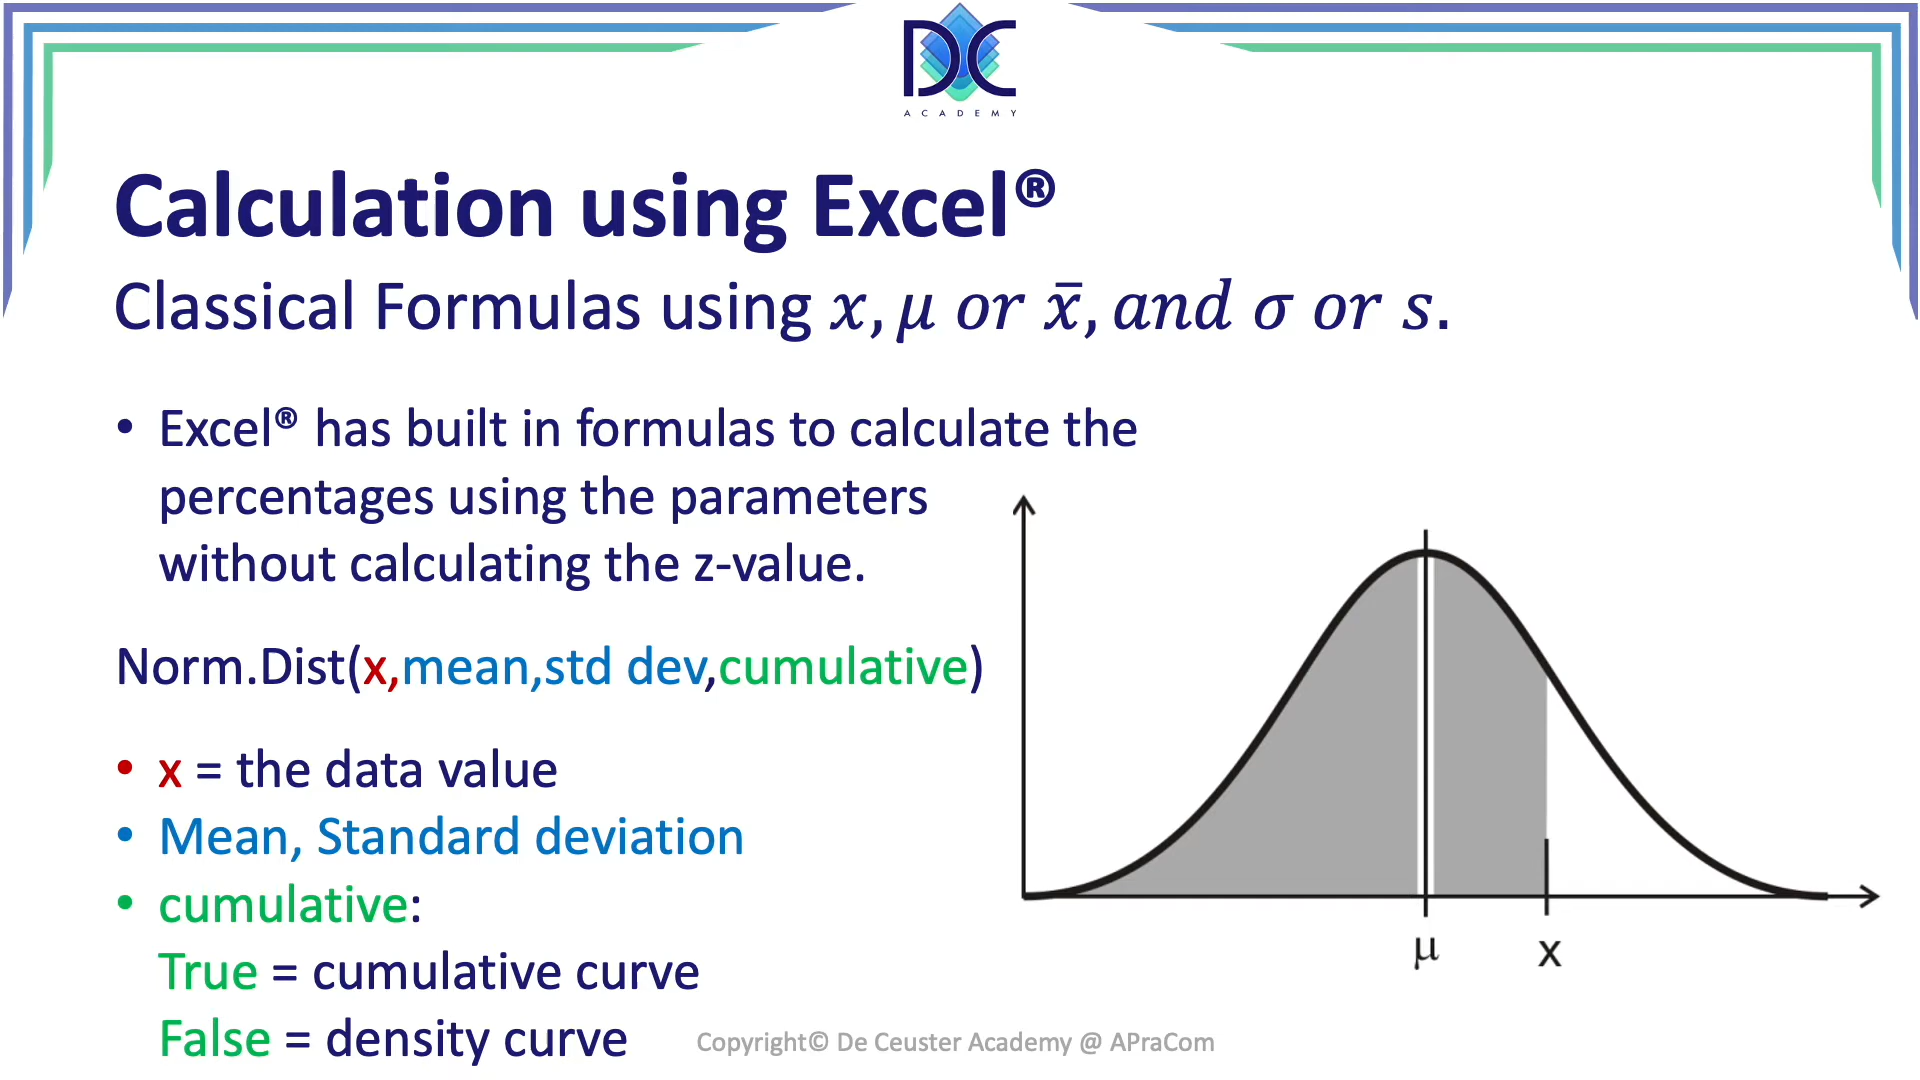 DC
ACADEMY
Calculation using Excel®
Classical Formulas using x, μ or x̄, and σ or s.
• Excel® has built in formulas to calculate the
percentages using the parameters
without calculating the z-value.
Norm.Dist(x,mean,std dev,cumulative)
• x = the data value
• Mean, Standard deviation
• cumulative:
True = cumulative curve
False = density curve
μ
x
Copyright© De Ceuster Academy @ APraCom